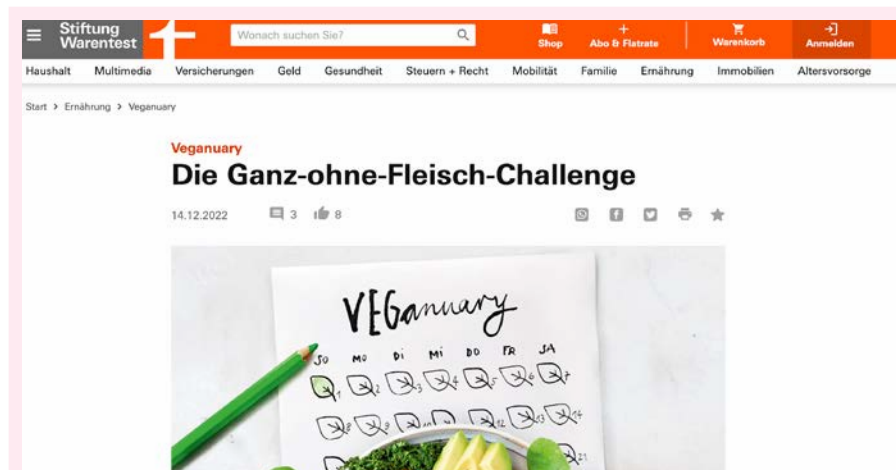 Stiftung
Warentest
Wonach suchen Sie?
Shop
Abo & Flatrate
Warenkorb
Anmelden
Haushalt Multimedia Versicherungen Geld Gesundheit Steuern + Recht Mobilität Familie Ernährung Immobilien Altersvorsorge
Start > Ernährung > Veganuary
Veganuary
Die Ganz-ohne-Fleisch-Challenge
14.12.2022 3 8
VEGanuary
SO MO DI MI DO FR SA
1 2 3 4 5 6 7
8 9 10 12 13 14
21